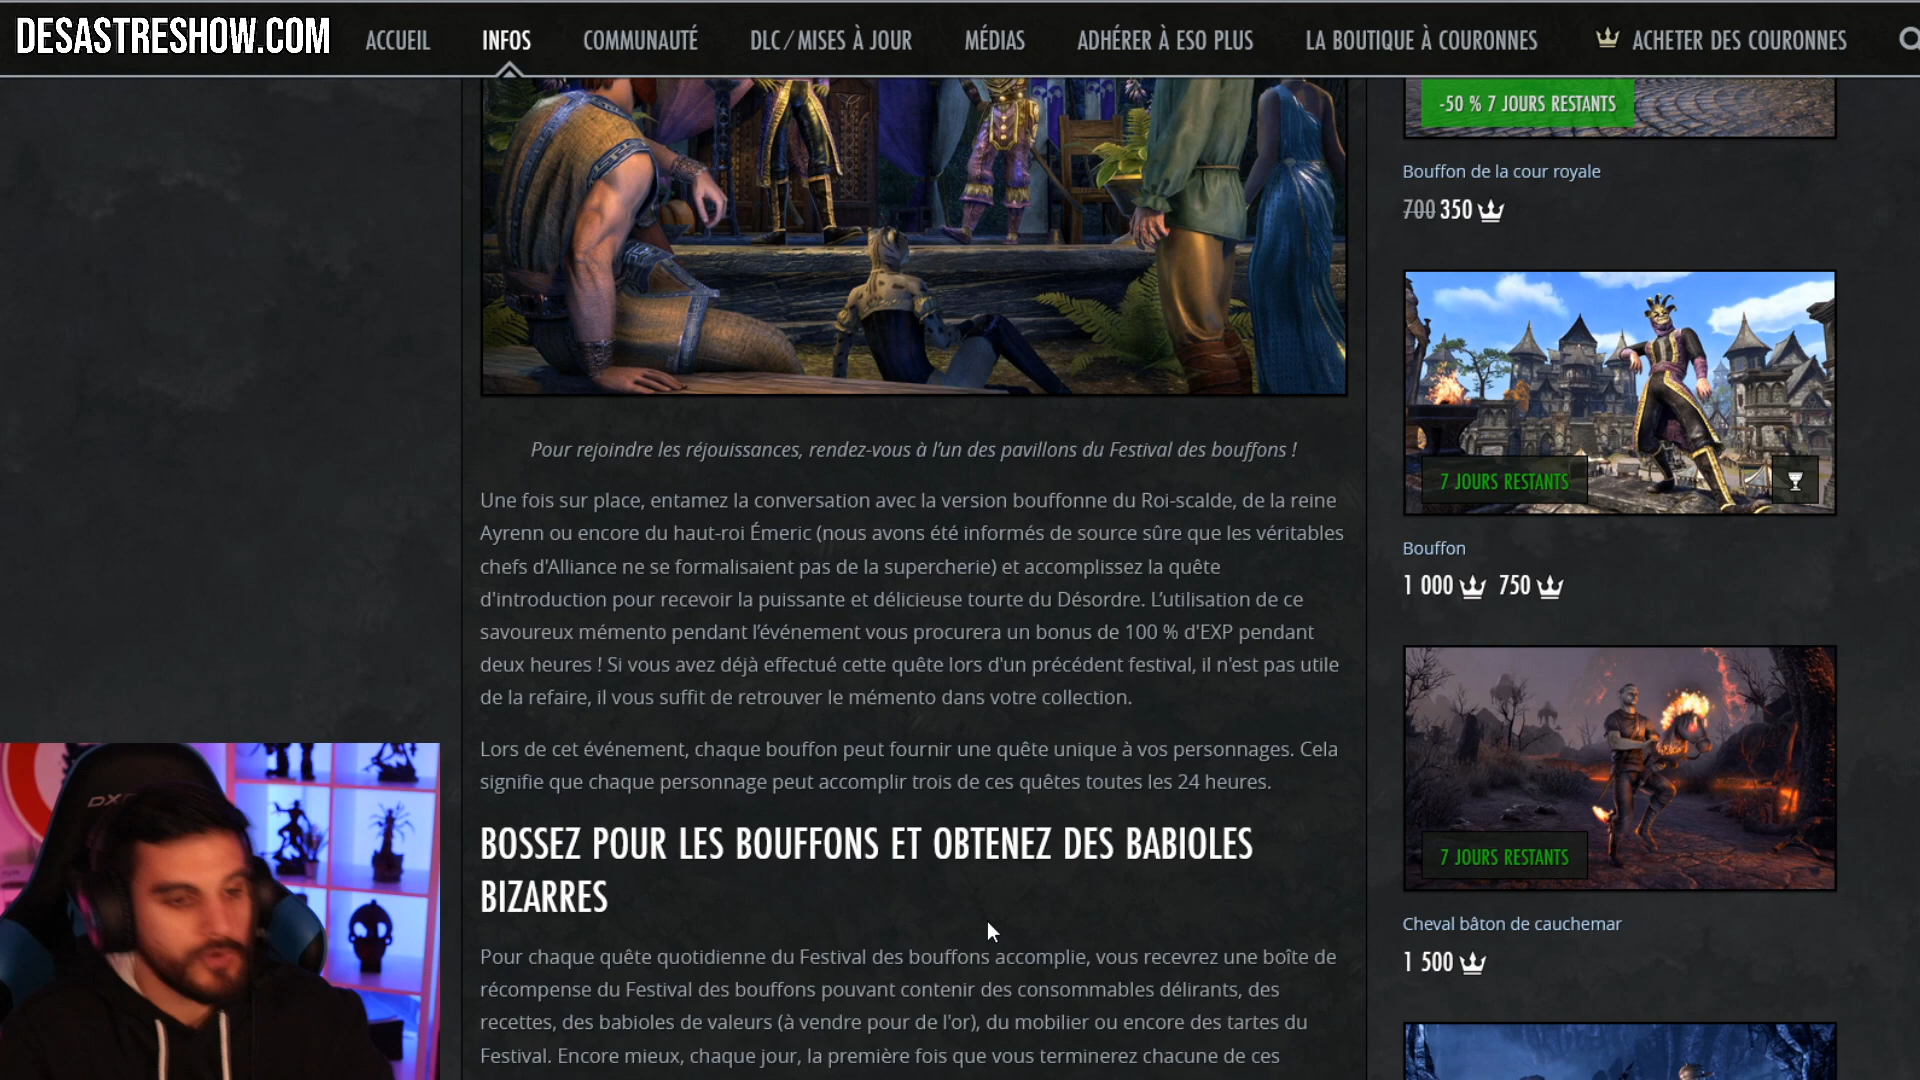 DESASTRESHOW.COM
ACCUEIL
INFOS
COMMUNAUTÉ
DLC / MISES À JOUR
MÉDIAS
ADHÉRER À ESO PLUS
LA BOUTIQUE À COURONNES
ACHETER DES COURONNES
-50 % 7 JOURS RESTANTS
Bouffon de la cour royale
700 350
7 JOURS RESTANTS
Bouffon
1 000 750
7 JOURS RESTANTS
Cheval bâton de cauchemar
1 500
Pour rejoindre les réjouissances, rendez-vous à l’un des pavillons du Festival des bouffons !
Une fois sur place, entamez la conversation avec la version bouffonne du Roi-scalde, de la reine
Ayrenn ou encore du haut-roi Émeric (nous avons été informés de source sûre que les véritables
chefs d'Alliance ne se formalisaient pas de la supercherie) et accomplissez la quête
d'introduction pour recevoir la puissante et délicieuse tourte du Désordre. L’utilisation de ce
savoureux mémento pendant l’événement vous procurera un bonus de 100 % d'EXP pendant
deux heures ! Si vous avez déjà effectué cette quête lors d'un précédent festival, il n'est pas utile
de la refaire, il vous suffit de retrouver le mémento dans votre collection.
Lors de cet événement, chaque bouffon peut fournir une quête unique à vos personnages. Cela
signifie que chaque personnage peut accomplir trois de ces quêtes toutes les 24 heures.
BOSSEZ POUR LES BOUFFONS ET OBTENEZ DES BABIOLES
BIZARRES
Pour chaque quête quotidienne du Festival des bouffons accomplie, vous recevrez une boîte de
récompense du Festival des bouffons pouvant contenir des consommables délirants, des
recettes, des babioles de valeurs (à vendre pour de l'or), du mobilier ou encore des tartes du
Festival. Encore mieux, chaque jour, la première fois que vous terminerez chacune de ces